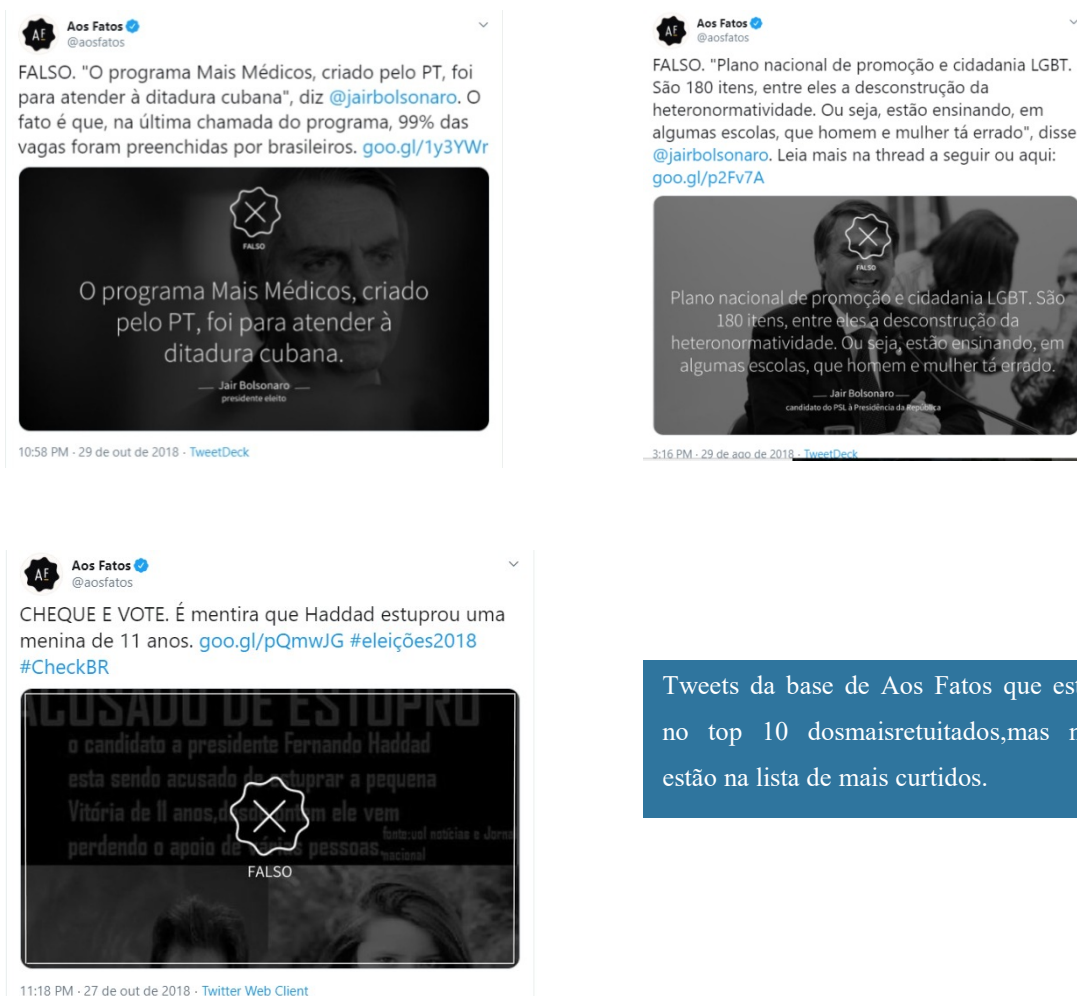 Aos Fatos
@aosfatos
FALSO. "O programa Mais Médicos, criado pelo PT, foi
para atender à ditadura cubana", diz @jairbolsonaro. O
fato é que, na última chamada do programa, 99% das
vagas foram preenchidas por brasileiros. goo.gl/1y3YWr
AF
FALSO
O programa Mais Médicos, criado
pelo PT, foi para atender à
ditadura cubana.
Jair Bolsonaro
presidente eleito
10:58 PM · 29 de out de 2018 · TweetDeck
Aos Fatos
@aosfatos
AF
FALSO. "Plano nacional de promoção e cidadania LGBT.
São 180 itens, entre eles a desconstrução da
heteronormatividade. Ou seja, estão ensinando, em
algumas escolas, que homem e mulher tá errado", disse
@jairbolsonaro. Leia mais na thread a seguir ou aqui:
goo.gl/p2Fv7A
FALSO
Plano nacional de promoção e cidadania LGBT. São
180 itens, entre eles a desconstrução da
heteronormatividade. Ou seja, estão ensinando, em
algumas escolas, que homem e mulher tá errado.
Jair Bolsonaro
candidato do PSL à Presidência da República
3:16 PM · 29 de ago de 2018 · TweetDeck
Aos Fatos
@aosfatos
AF
CHEQUE E VOTE. É mentira que Haddad estuprou uma
menina de 11 anos. goo.gl/pQmwJG #eleições2018
#CheckBR
ACUSADO DE ESTUPRO
o candidato a presidente Fernando Haddad
esta sendo acusado de estuprar a pequena
Vitória de 11 anos, ele vem
perdendo o apoio de várias pessoas.
fonte:uol notícias e
nacional
FALSO
11:18 PM · 27 de out de 2018 · Twitter Web Client
Tweets da base de Aos Fatos que
no top 10 dosmaisretuitados,mas
estão na lista de mais curtidos.